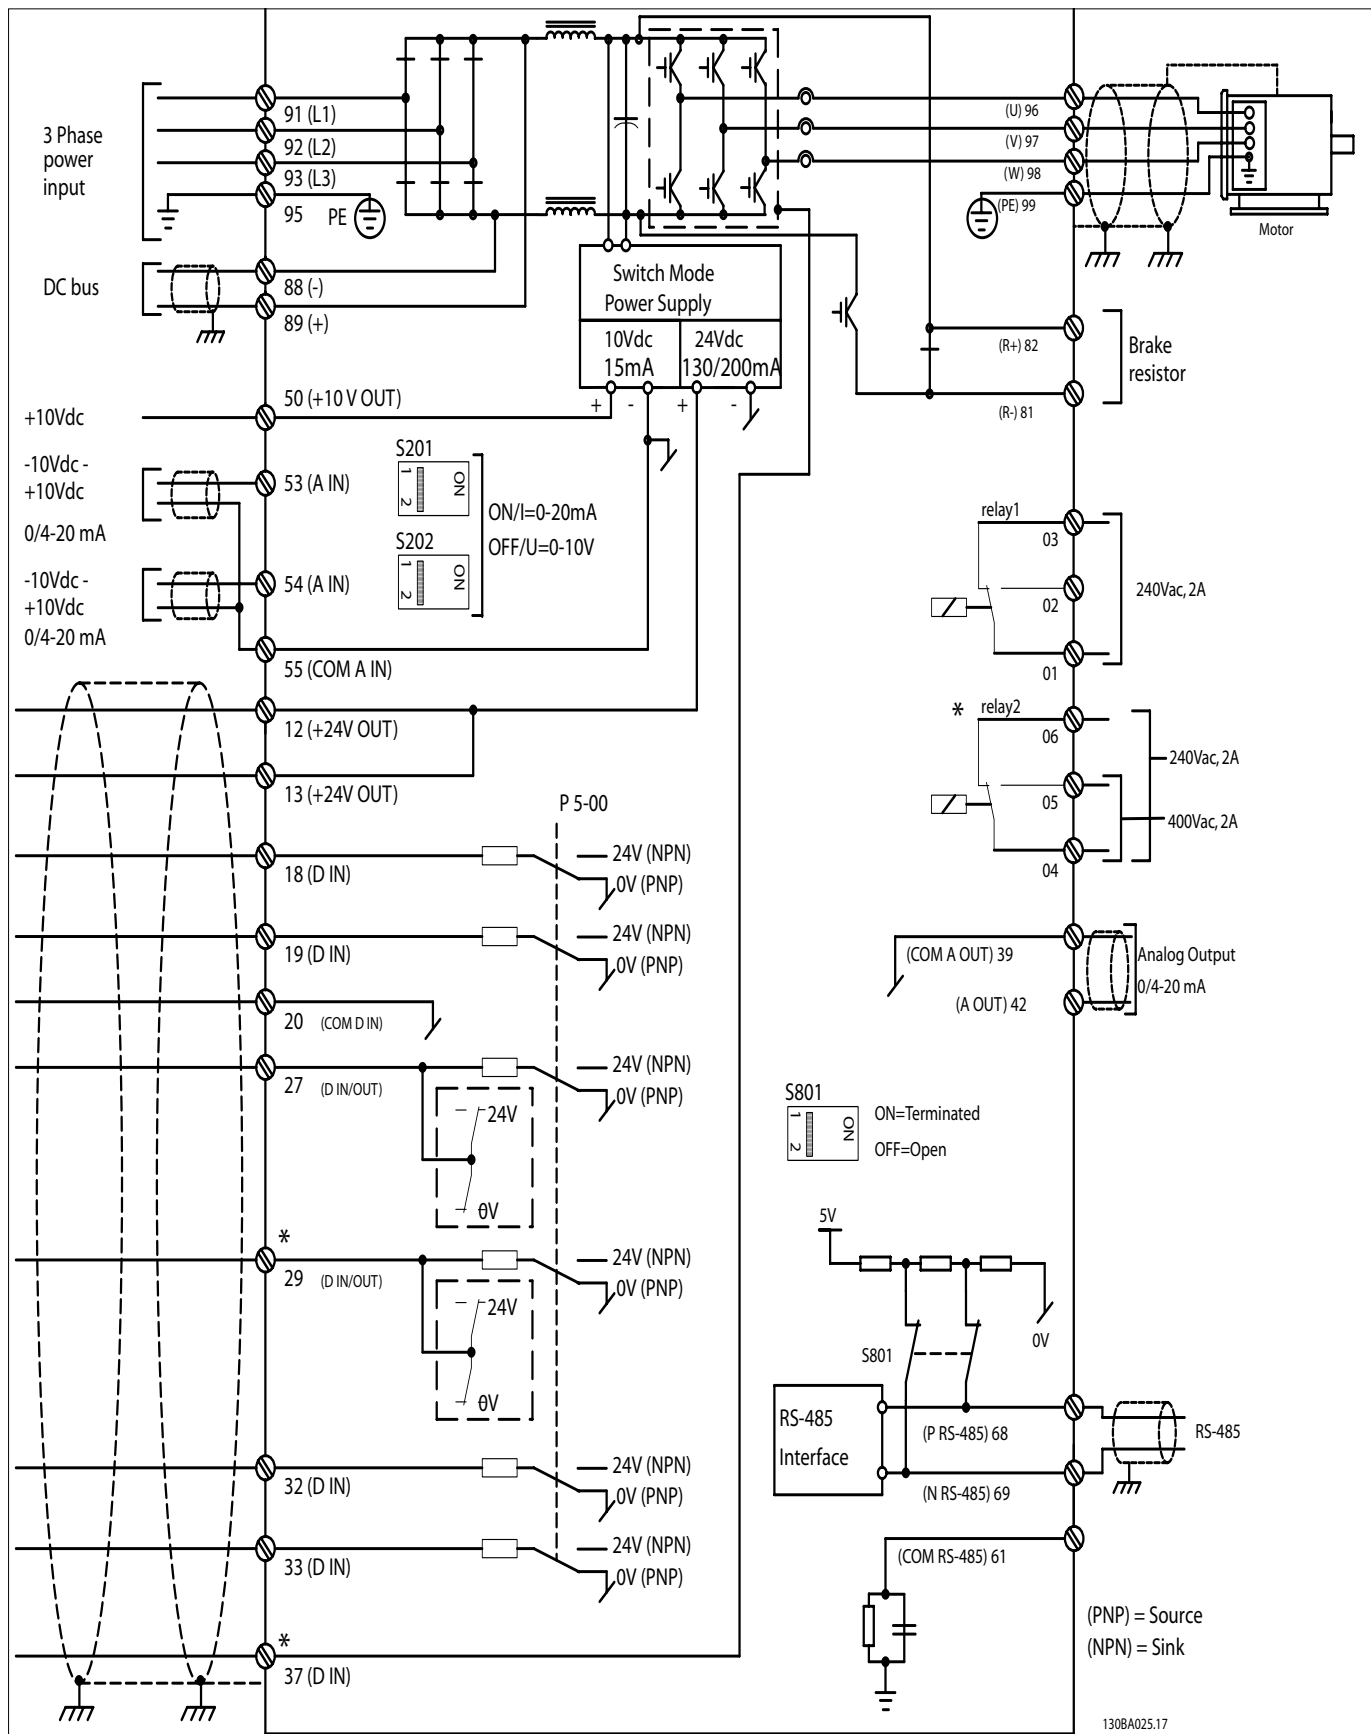 3 Phase
power
input
91 (L1)
92 (L2)
93 (L3)
95
PE
DC bus
88 (-)
89 (+)
Switch Mode
Power Supply
10Vdc
15mA
24Vdc
130/200mA
+ - + -
(U) 96
(V) 97
(W) 98
(PE) 99
Motor
(R+) 82
(R-) 81
Brake
resistor
+10Vdc
50 (+10 V OUT)
-10Vdc -
+10Vdc
0/4-20 mA
53 (A IN)
-10Vdc -
+10Vdc
0/4-20 mA
54 (A IN)
55 (COM A IN)
S201
1 2
ON
S202
1 2
ON
ON/I=0-20mA
OFF/U=0-10V
relay1
03
02
01
240Vac, 2A
* relay2
06
05
04
240Vac, 2A
400Vac, 2A
12 (+24V OUT)
13 (+24V OUT)
P 5-00
18 (D IN)
24V (NPN)
0V (PNP)
19 (D IN)
24V (NPN)
0V (PNP)
20 (COM D IN)
27 (D IN/OUT)
24V (NPN)
0V (PNP)
24V
0V
*
29 (D IN/OUT)
24V (NPN)
0V (PNP)
24V
0V
32 (D IN)
24V (NPN)
0V (PNP)
33 (D IN)
24V (NPN)
0V (PNP)
*
37 (D IN)
(COM A OUT) 39
(A OUT) 42
Analog Output
0/4-20 mA
S801
1 2
ON
ON=Terminated
OFF=Open
5V
S801
0V
RS-485
Interface
(P RS-485) 68
(N RS-485) 69
RS-485
(COM RS-485) 61
(PNP) = Source
(NPN) = Sink
130BA025.17